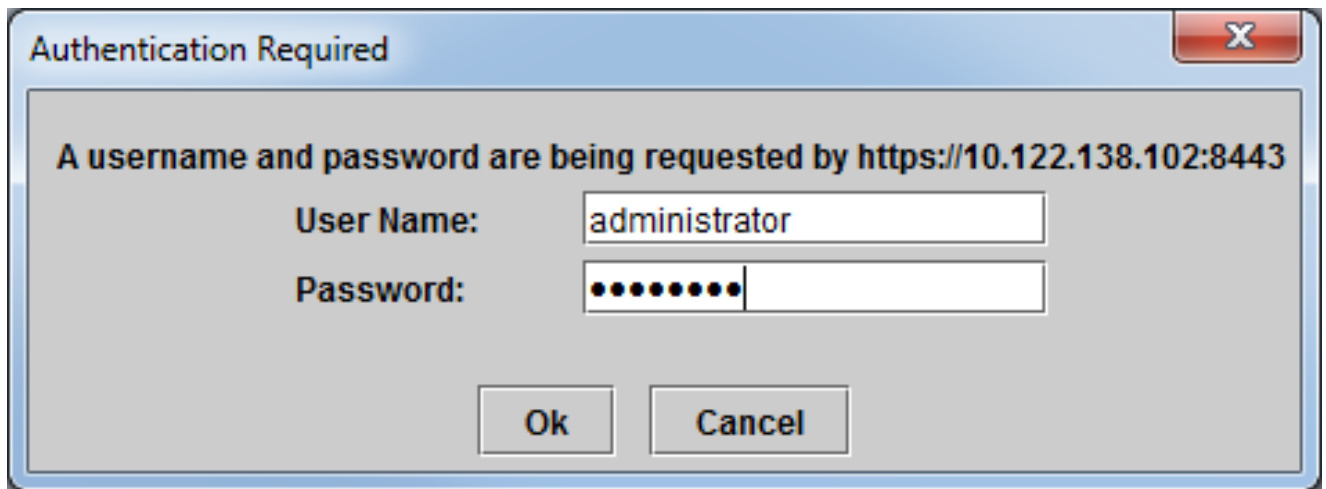 Authentication Required
A username and password are being requested by https://10.122.138.102:8443
User Name: administrator
Password: ●●●●●●●●
Ok Cancel